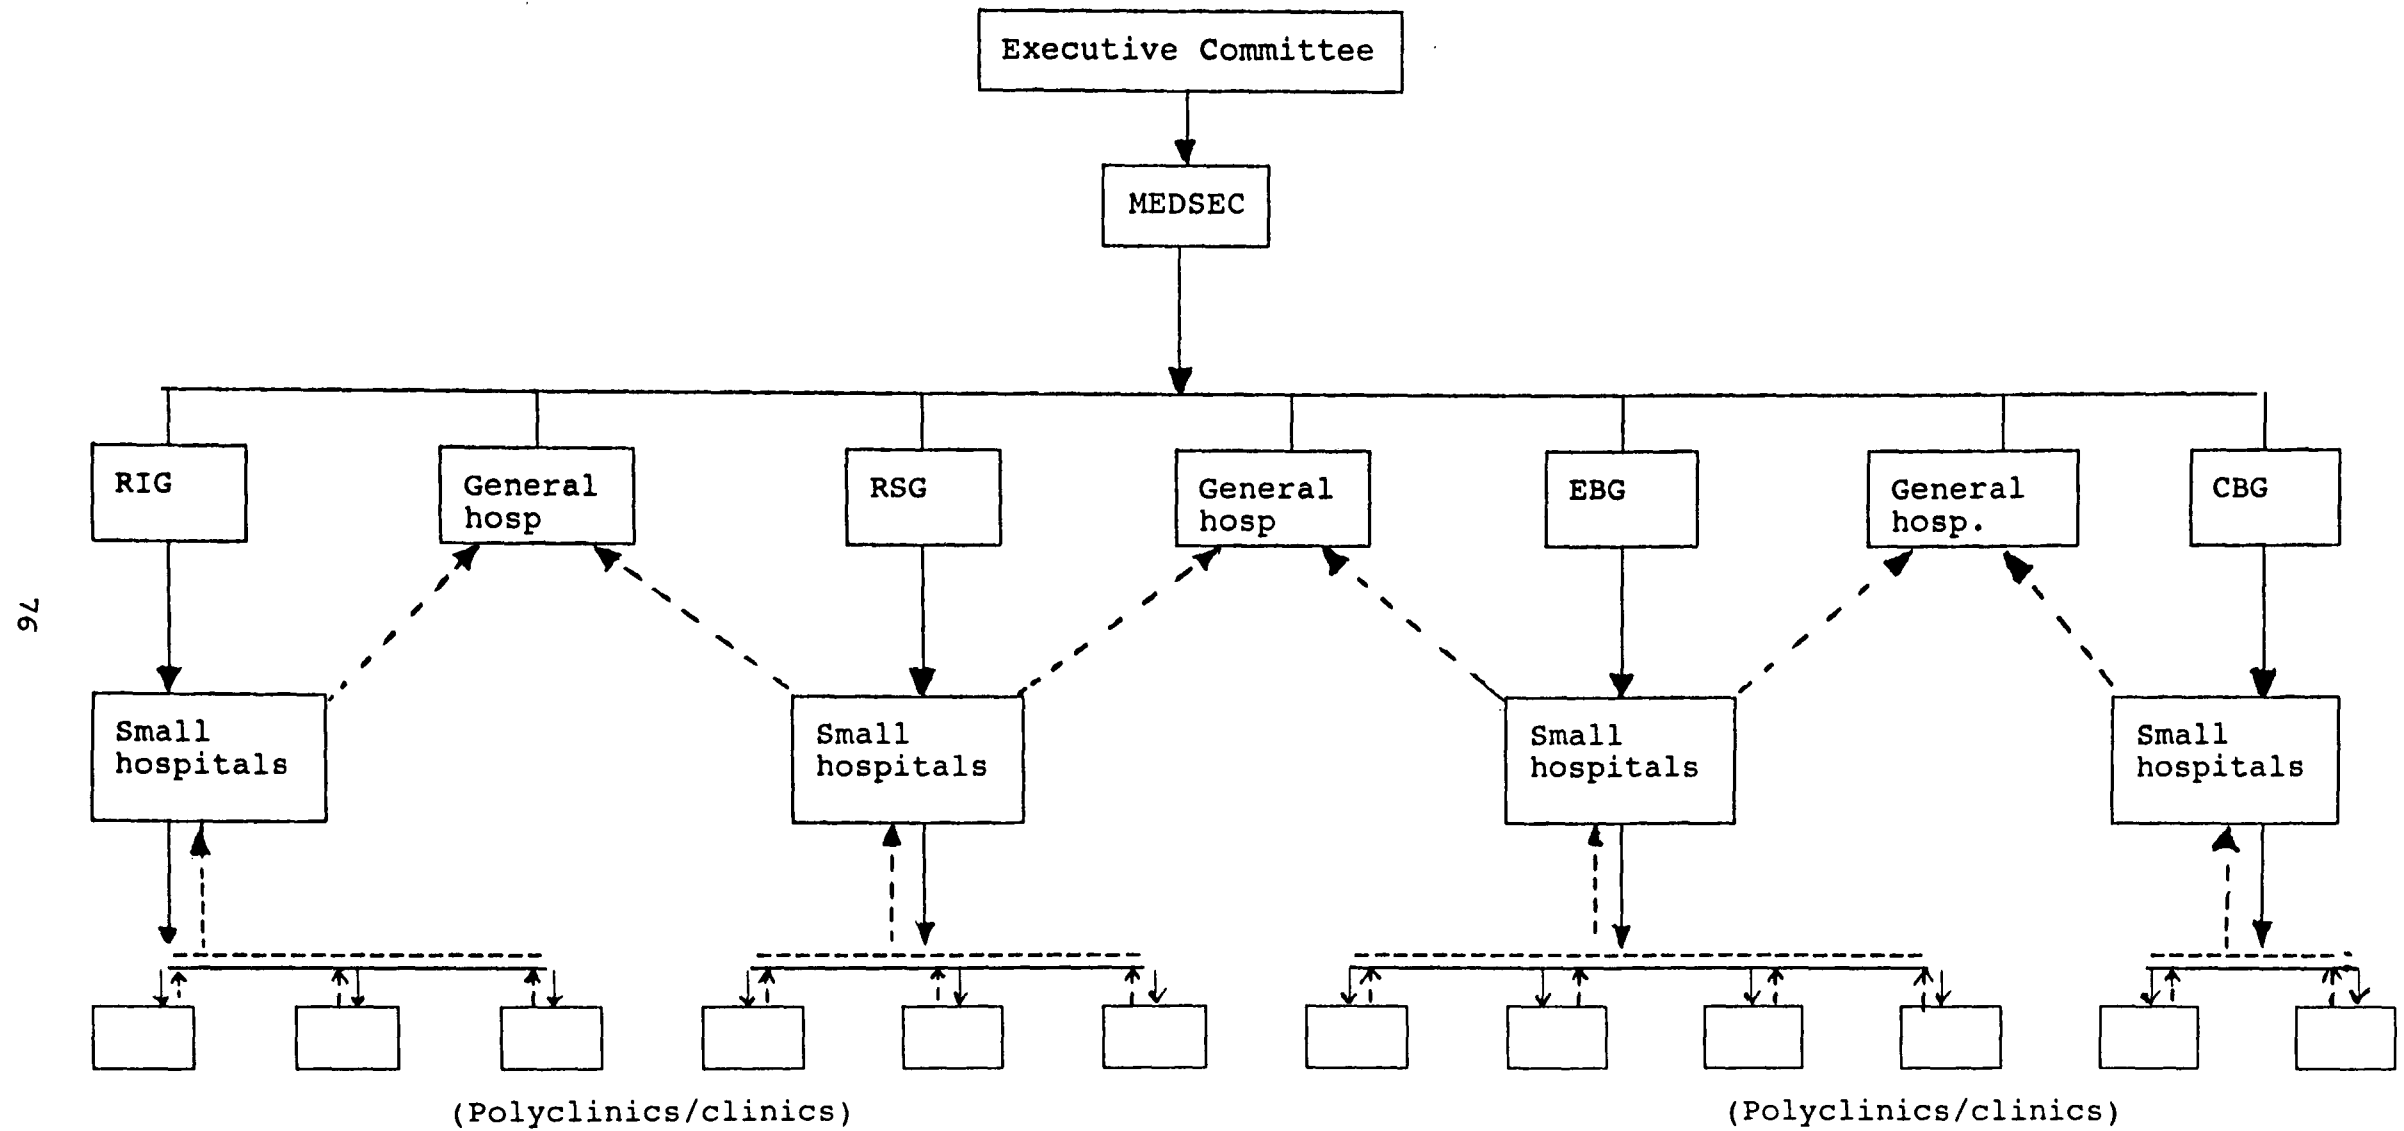 Executive Committee
MEDSEC
RIG
General
hosp
RSG
General
hosp
EBG
General
hosp.
CBG
76
Small
hospitals
Small
hospitals
Small
hospitals
Small
hospitals
(Polyclinics/clinics)
(Polyclinics/clinics)